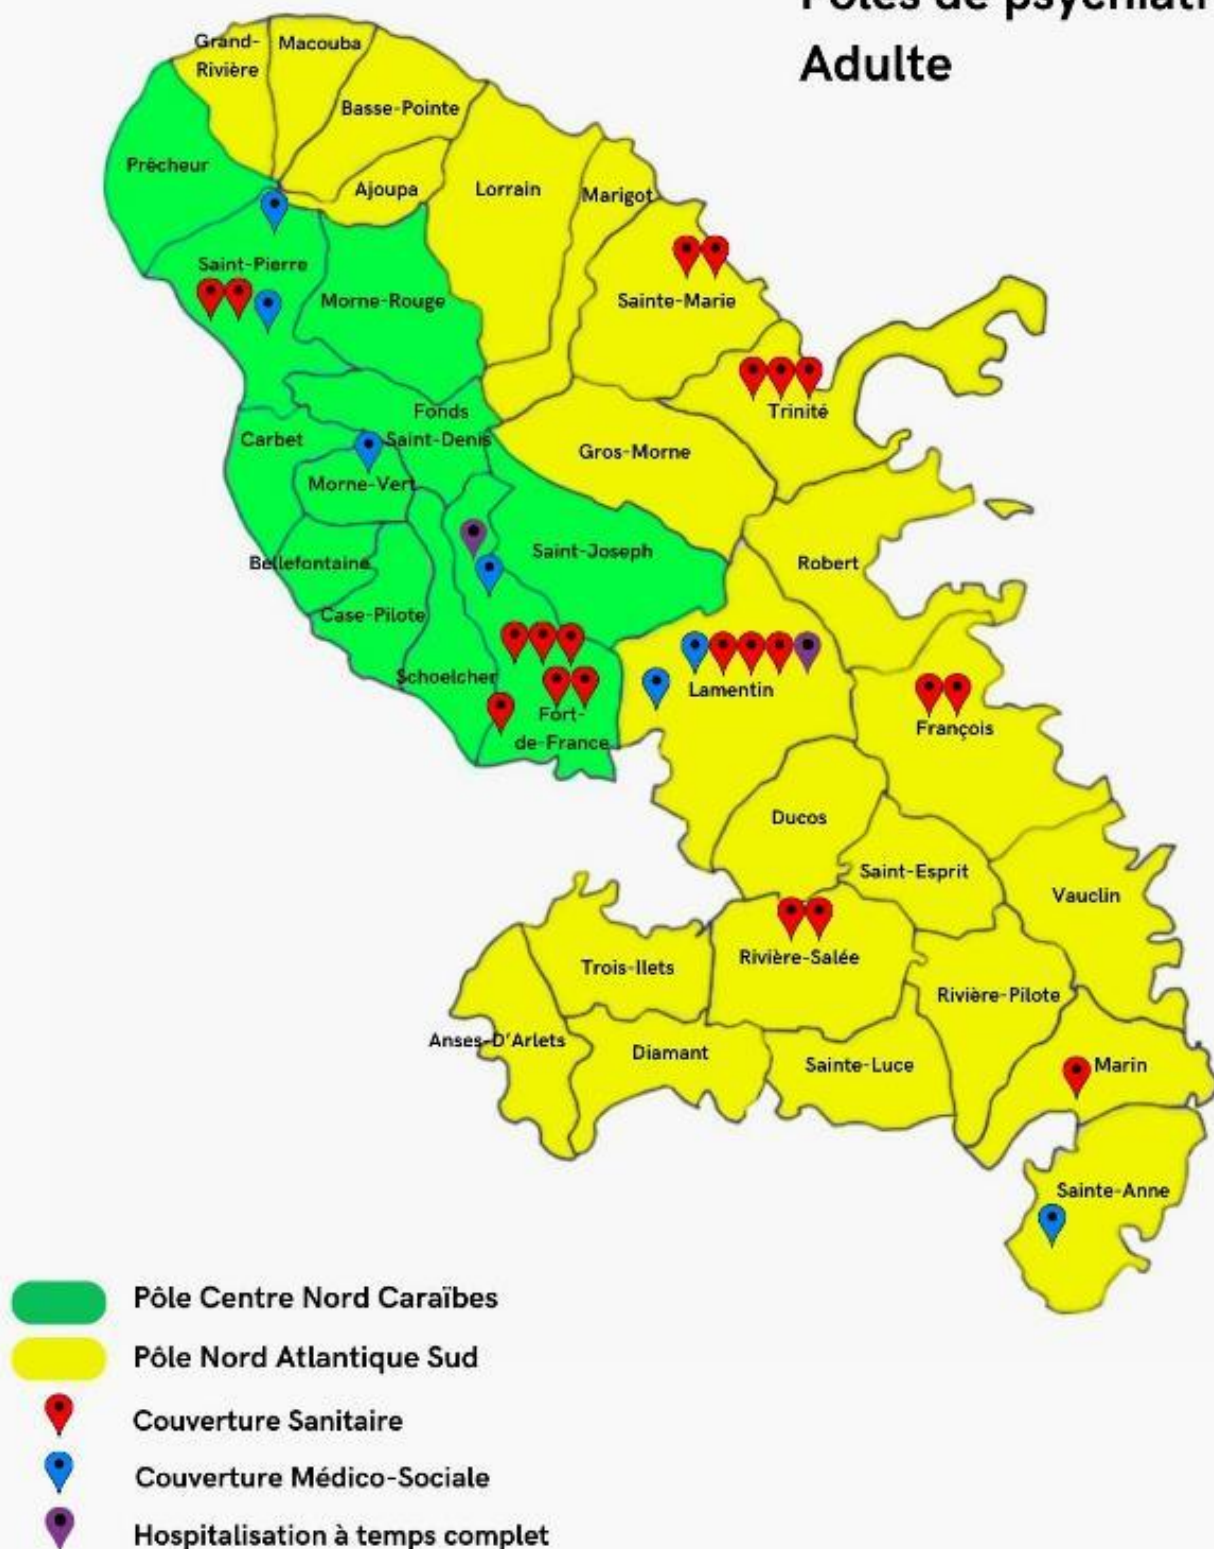 Pôles de psychiatri
Adulte
Grand-
Rivière
Macouba
Basse-Pointe
Prêcheur
Ajoupa
Lorrain
Marigot
Saint-Pierre
Morne-Rouge
Sainte-Marie
Fonds
Saint-Denis
Trinité
Carbet
Gros-Morne
Morne-Vert
Saint-Joseph
Robert
Bellefontaine
Case-Pilote
Schoelcher
Lamentin
Fort-
de-France
François
Ducos
Saint-Esprit
Vauclin
Trois-Ilets
Rivière-Salée
Rivière-Pilote
Anses-D'Arlets
Diamant
Sainte-Luce
Marin
Sainte-Anne
Pôle Centre Nord Caraïbes
Pôle Nord Atlantique Sud
Couverture Sanitaire
Couverture Médico-Sociale
Hospitalisation à temps complet